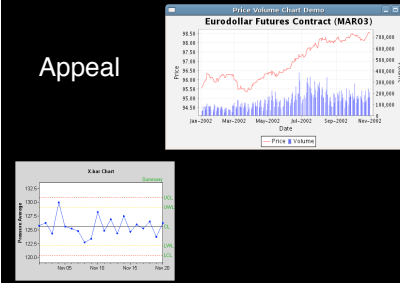 Appeal
Price Volume Chart Demo
Eurodollar Futures Contract (MAR03)
98.50
98.00
97.50
97.00
96.50
96.00
95.50
95.00
94.50
Price
700,000
600,000
500,000
400,000
300,000
200,000
100,000
0
Jan-2002 Mar-2002 May-2002 Jul-2002 Sep-2002 Nov-2002
Date
Price Volume
X-bar Chart
Summary
132.5
130.0
127.5
125.0
122.5
120.0
Pressure Average
UCL
UWL
CL
LWL
LCL
Nov 05 Nov 10 Nov 15 Nov 20